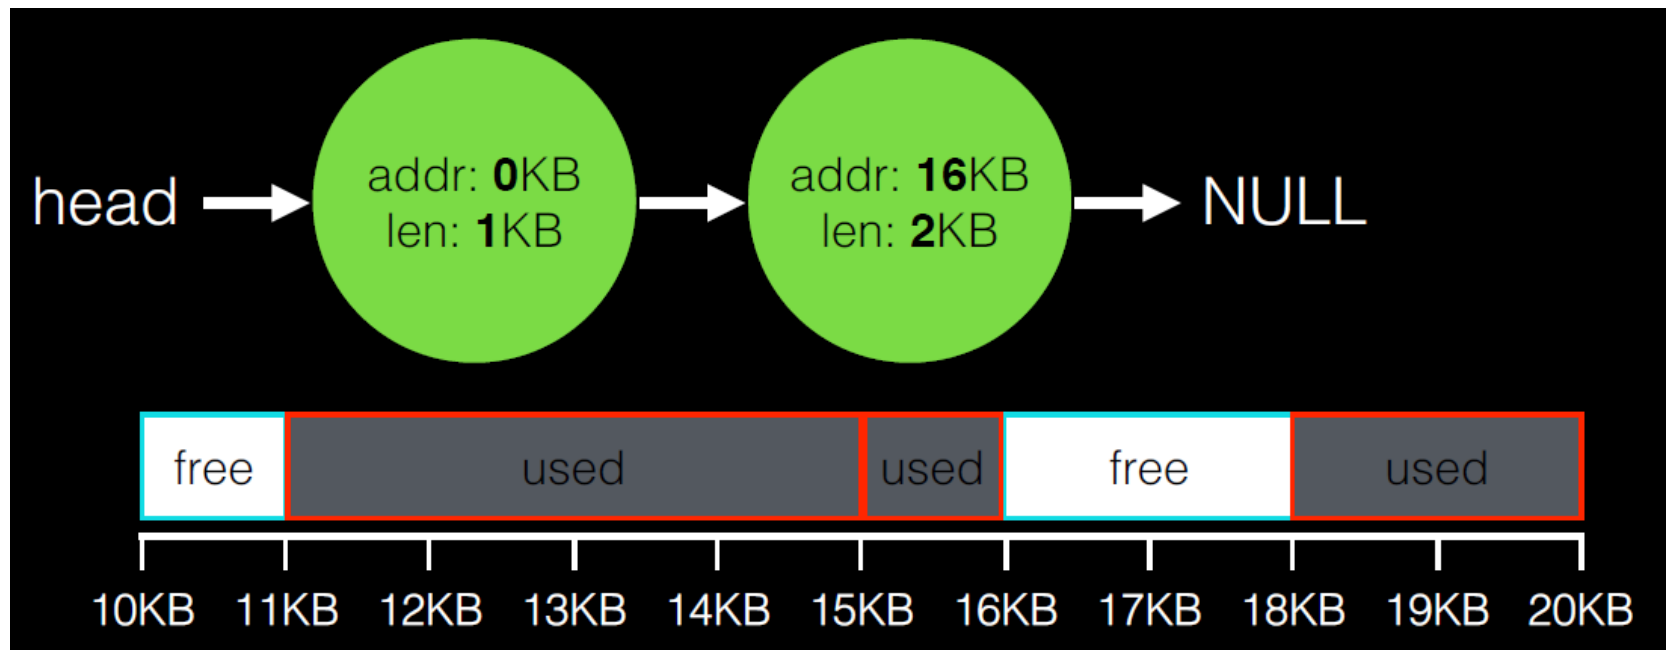 head
addr: 0KB
len: 1KB
addr: 16KB
len: 2KB
NULL
free used used free used
10KB 11KB 12KB 13KB 14KB 15KB 16KB 17KB 18KB 19KB 20KB